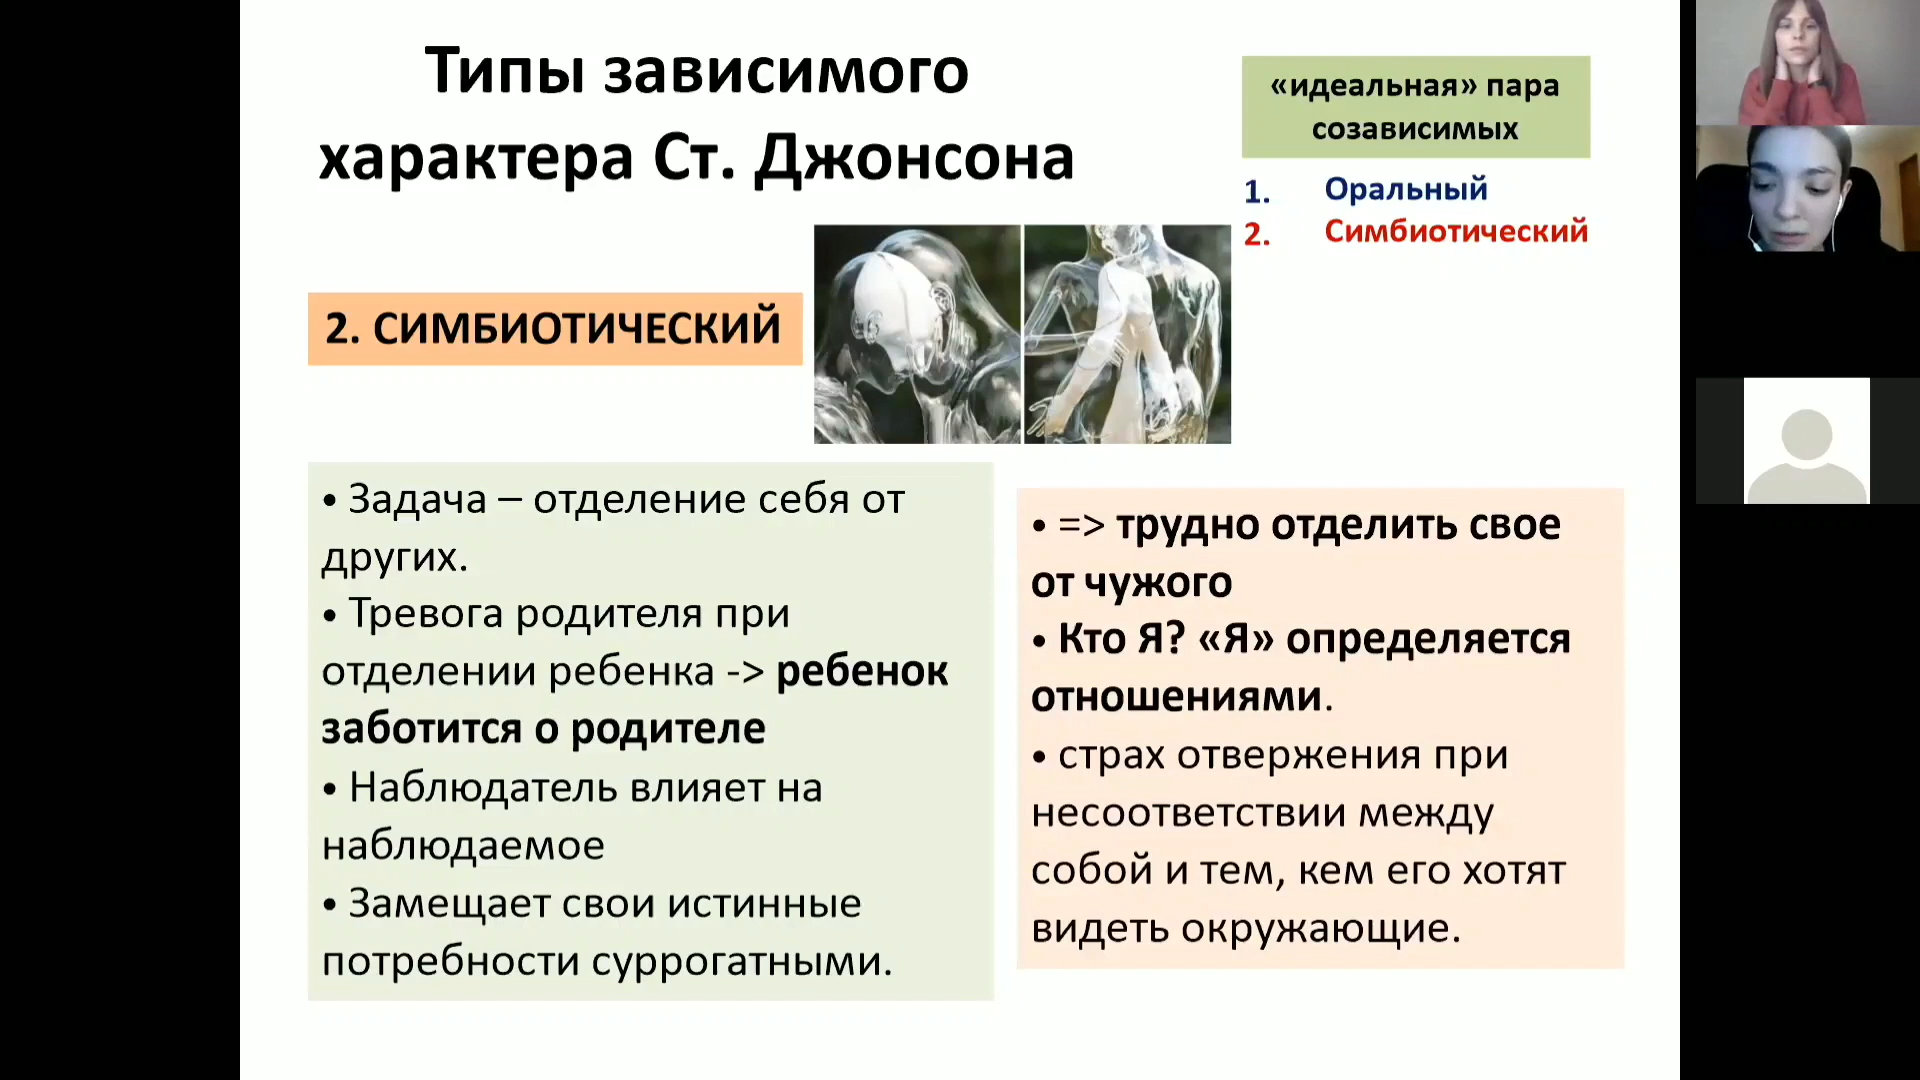 Типы зависимого
характера Ст. Джонсона
«идеальная» пара
созависимых
1. Оральный
2. Симбиотический
2. СИМБИОТИЧЕСКИЙ
• Задача – отделение себя от
других.
• Тревога родителя при
отделении ребенка -> ребенок
заботится о родителе
• Наблюдатель влияет на
наблюдаемое
• Замещает свои истинные
потребности суррогатными.
• => трудно отделить свое
от чужого
• Кто Я? «Я» определяется
отношениями.
• страх отвержения при
несоответствии между
собой и тем, кем его хотят
видеть окружающие.